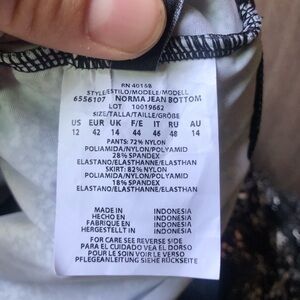 RN 40158
STYLE/ESTILO/MODELE/MODELL
6556107 NORMA JEAN BOTTOM
LOT 10019662
SIZE/TALLA/TAILLE/GRÖBE
US EUR UK F/E IT RU AU
12 42 14 44 46 48 14
PANTS: 72% NYLON
POLIAMIDA/NYLON/POLYAMID
28% SPANDEX
ELASTANO/ELASTHANNE/ELASTHAN
SKIRT: 82% NYLON
POLIAMIDA/NYLON/POLYAMID
18% SPANDEX
ELASTANO/ELASTHANNE/ELASTHAN
MADE IN INDONESIA
HECHO EN INDONESIA
FABRIQUE EN INDONESIA
HERGESTELLT IN INDONESIA
FOR CARE SEE REVERSE SIDE
PARA EL CUIDADO VEA EL DORSO
POUR LE SOIN VOIR LE VERSO
PFLEGEANLEITUNG SIEHE RÜCKSEITE